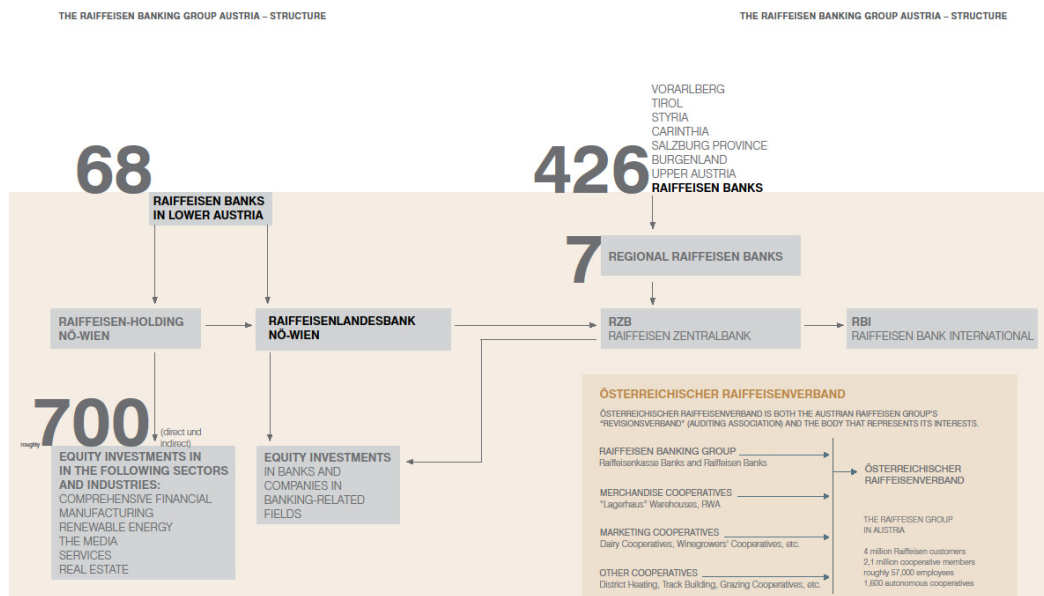 THE RAIFFEISEN BANKING GROUP AUSTRIA – STRUCTURE
THE RAIFFEISEN BANKING GROUP AUSTRIA – STRUCTURE
68
RAIFFEISEN BANKS
IN LOWER AUSTRIA
426
VORARLBERG
TIROL
STYRIA
CARINTHIA
SALZBURG PROVINCE
BURGENLAND
UPPER AUSTRIA
RAIFFEISEN BANKS
7
REGIONAL RAIFFEISEN BANKS
RAIFFEISEN-HOLDING
NÖ-WIEN
RAIFFEISENLANDESBANK
NÖ-WIEN
RZB
RAIFFEISEN ZENTRALBANK
RBI
RAIFFEISEN BANK INTERNATIONAL
roughly
700
(direct und
indirect)
EQUITY INVESTMENTS IN
IN THE FOLLOWING SECTORS
AND INDUSTRIES:
COMPREHENSIVE FINANCIAL
MANUFACTURING
RENEWABLE ENERGY
THE MEDIA
SERVICES
REAL ESTATE
EQUITY INVESTMENTS
IN BANKS AND
COMPANIES IN
BANKING-RELATED
FIELDS
ÖSTERREICHISCHER RAIFFEISENVERBAND
ÖSTERREICHISCHER RAIFFEISENVERBAND IS BOTH THE AUSTRIAN RAIFFEISEN GROUP'S
"REVISIONSVERBAND" (AUDITING ASSOCIATION) AND THE BODY THAT REPRESENTS ITS INTERESTS.
RAIFFEISEN BANKING GROUP
Raiffeisenkasse Banks and Raiffeisen Banks
MERCHANDISE COOPERATIVES
"Lagerhaus" Warehouses, RWA
MARKETING COOPERATIVES
Dairy Cooperatives, Winegrowers' Cooperatives, etc.
OTHER COOPERATIVES
District Heating, Track Building, Grazing Cooperatives, etc.
ÖSTERREICHISCHER
RAIFFEISENVERBAND
THE RAIFFEISEN GROUP
IN AUSTRIA
4 million Raiffeisen customers
2,1 million cooperative members
roughly 57,000 employees
1,600 autonomous cooperatives